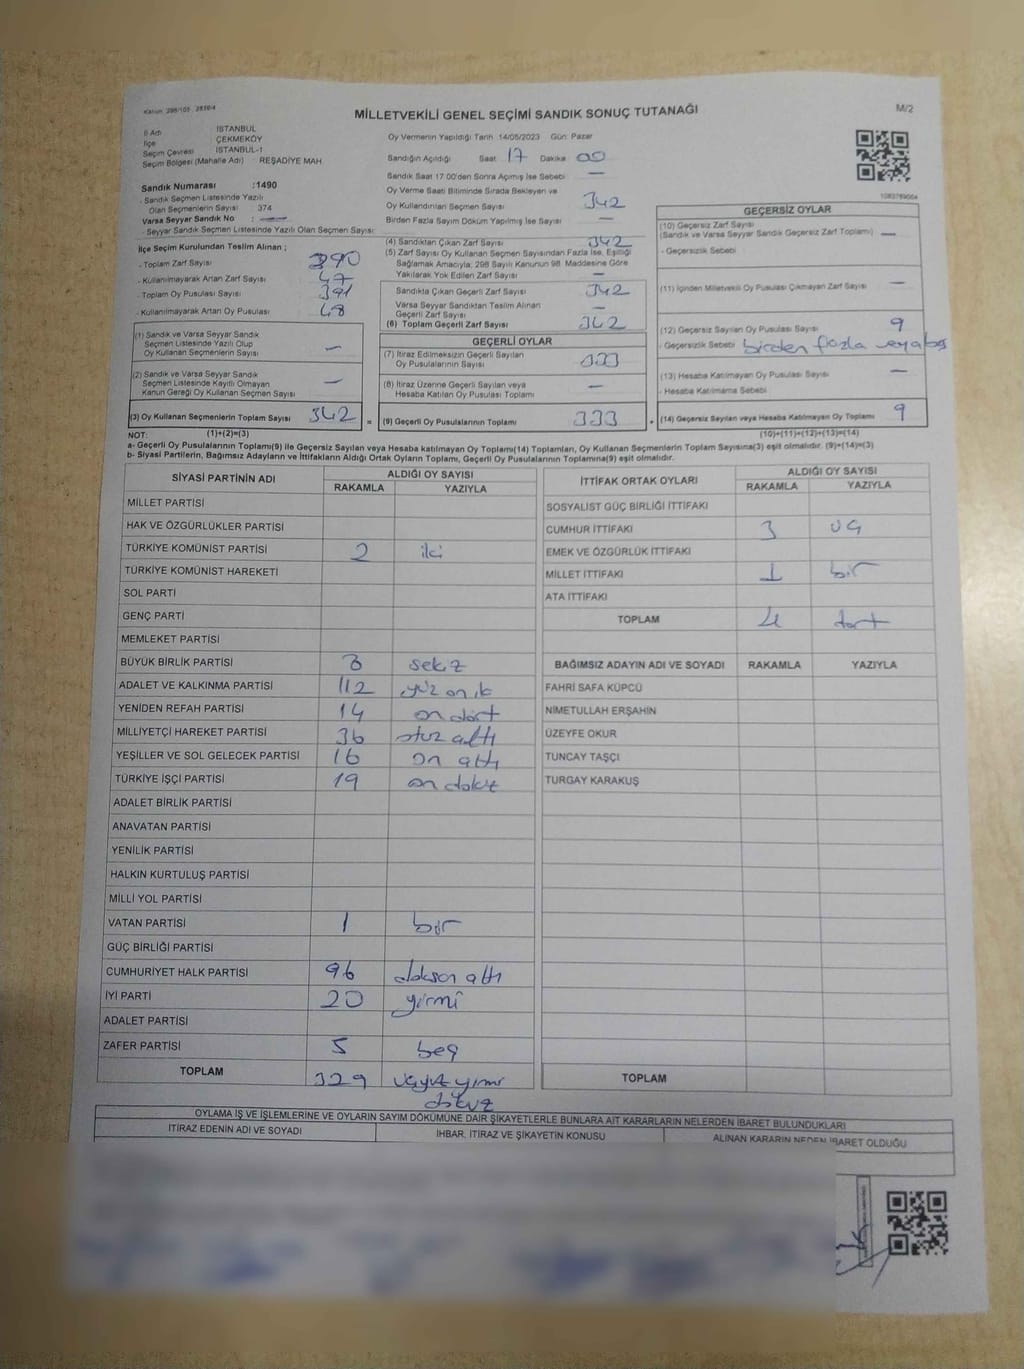 Kanun: 298/105 2839/4
MİLLETVEKİLİ GENEL SEÇİMİ SANDIK SONUÇ TUTANAĞI
M/2
İl Adı İSTANBUL
İlçe ÇEKMEKÖY
Seçim Çevresi İSTANBUL-1
Seçim Bölgesi (Mahalle Adı) REŞADİYE MAH
Sandık Numarası :1490
- Sandık Seçmen Listesinde Yazılı
Olan Seçmenlerin Sayısı 374
Varsa Seyyar Sandık No : —
- Seyyar Sandık Seçmen Listesinde Yazılı Olan Seçmen Sayısı:
İlçe Seçim Kurulundan Teslim Alınan ;
- Toplam Zarf Sayısı 390
- Kullanılmayarak Artan Zarf Sayısı 47
- Toplam Oy Pusulası Sayısı 391
- Kullanılmayarak Artan Oy Pusulası 48
(1) Sandık ve Varsa Seyyar Sandık
Seçmen Listesinde Yazılı Olup
Oy Kullanan Seçmenlerin Sayısı —
(2) Sandık ve Varsa Seyyar Sandık
Seçmen Listesinde Kayıtlı Olmayan
Kanun Gereği Oy Kullanan Seçmen Sayısı —
(3) Oy Kullanan Seçmenlerin Toplam Sayısı 342 =
Oy Vermenin Yapıldığı Tarih 14/05/2023 Gün: Pazar
Sandığın Açıldığı Saat 17 Dakika 00
Sandık Saat 17:00'den Sonra Açımış İse Sebebi —
Oy Verme Saati Bitiminde Sırada Bekleyen ve
Oy Kullandırılan Seçmen Sayısı 342
Birden Fazla Sayım Döküm Yapılmış İse Sayısı —
(4) Sandıktan Çıkan Zarf Sayısı 342
(5) Zarf Sayısı Oy Kullanan Seçmen Sayısından Fazla İse, Eşitliği
Sağlamak Amacıyla; 298 Sayılı Kanunun 98. Maddesine Göre
Yakılarak Yok Edilen Zarf Sayısı —
Sandıkta Çıkan Geçerli Zarf Sayısı 342
Varsa Seyyar Sandıktan Teslim Alınan
Geçerli Zarf Sayısı —
(6) Toplam Geçerli Zarf Sayısı 342
GEÇERLİ OYLAR
(7) İtiraz Edilmeksizin Geçerli Sayılan
Oy Pusulalarının Sayısı 333
(8) İtiraz Üzerine Geçerli Sayılan veya
Hesaba Katılan Oy Pusulası Toplamı —
(9) Geçerli Oy Pusulalarının Toplamı 333 +
GEÇERSİZ OYLAR
(10) Geçersiz Zarf Sayısı
(Sandık ve Varsa Seyyar Sandık Geçersiz Zarf Toplamı) —
- Geçersizlik Sebebi
(11) İçinden Milletvekili Oy Pusulası Çıkmayan Zarf Sayısı —
(12) Geçersiz Sayılan Oy Pusulası Sayısı 9
- Geçersizlik Sebebi birden fazla veya boş
(13) Hesaba Katılmayan Oy Pusulası Sayısı —
- Hesaba Katılmama Sebebi
(14) Geçersiz Sayılan veya Hesaba Katılmayan Oy Toplamı 9
NOT: (1)+(2)=(3) (10)+(11)+(12)+(13)=(14)
a- Geçerli Oy Pusulalarının Toplamı(9) ile Geçersiz Sayılan veya Hesaba katılmayan Oy Toplamı(14) Toplamları, Oy Kullanan Seçmenlerin Toplam Sayısına(3) eşit olmalıdır. (9)+(14)=(3)
b- Siyasi Partilerin, Bağımsız Adayların ve İttifakların Aldığı Ortak Oyların Toplamı, Geçerli Oy Pusulalarının Toplamına(9) eşit olmalıdır.
SİYASİ PARTİNİN ADI ALDIĞI OY SAYISI
RAKAMLA YAZIYLA
MİLLET PARTİSİ
HAK VE ÖZGÜRLÜKLER PARTİSİ
TÜRKİYE KOMÜNİST PARTİSİ 2 iki
TÜRKİYE KOMÜNİST HAREKETİ
SOL PARTİ
GENÇ PARTİ
MEMLEKET PARTİSİ
BÜYÜK BİRLİK PARTİSİ 8 sekiz
ADALET VE KALKINMA PARTİSİ 112 yüz on ik
YENİDEN REFAH PARTİSİ 14 on dört
MİLLİYETÇİ HAREKET PARTİSİ 36 otuz altı
YEŞİLLER VE SOL GELECEK PARTİSİ 16 on altı
TÜRKİYE İŞÇİ PARTİSİ 19 on dokuz
ADALET BİRLİK PARTİSİ
ANAVATAN PARTİSİ
YENİLİK PARTİSİ
HALKIN KURTULUŞ PARTİSİ
MİLLİ YOL PARTİSİ
VATAN PARTİSİ 1 bir
GÜÇ BİRLİĞİ PARTİSİ
CUMHURİYET HALK PARTİSİ 96 doksan altı
İYİ PARTİ 20 yirmi
ADALET PARTİSİ
ZAFER PARTİSİ 5 beş
TOPLAM 329 üçyüz yirmi
dokuz
İTTİFAK ORTAK OYLARI ALDIĞI OY SAYISI
RAKAMLA YAZIYLA
SOSYALİST GÜÇ BİRLİĞİ İTTİFAKI
CUMHUR İTTİFAKI 3 üç
EMEK VE ÖZGÜRLÜK İTTİFAKI
MİLLET İTTİFAKI 1 bir
ATA İTTİFAKI
TOPLAM 4 dört
BAĞIMSIZ ADAYIN ADI VE SOYADI RAKAMLA YAZIYLA
FAHRİ SAFA KÜPCÜ
NİMETULLAH ERŞAHIN
ÜZEYFE OKUR
TUNCAY TAŞÇI
TURGAY KARAKUŞ
TOPLAM
OYLAMA İŞ VE İŞLEMLERİNE VE OYLARIN SAYIM DÖKÜMÜNE DAİR ŞİKAYETLERLE BUNLARA AİT KARARLARIN NELERDEN İBARET BULUNDUKLARI
İTİRAZ EDENİN ADI VE SOYADI İHBAR, İTİRAZ VE ŞİKAYETİN KONUSU ALINAN KARARIN NEDEN İBARET OLDUĞU